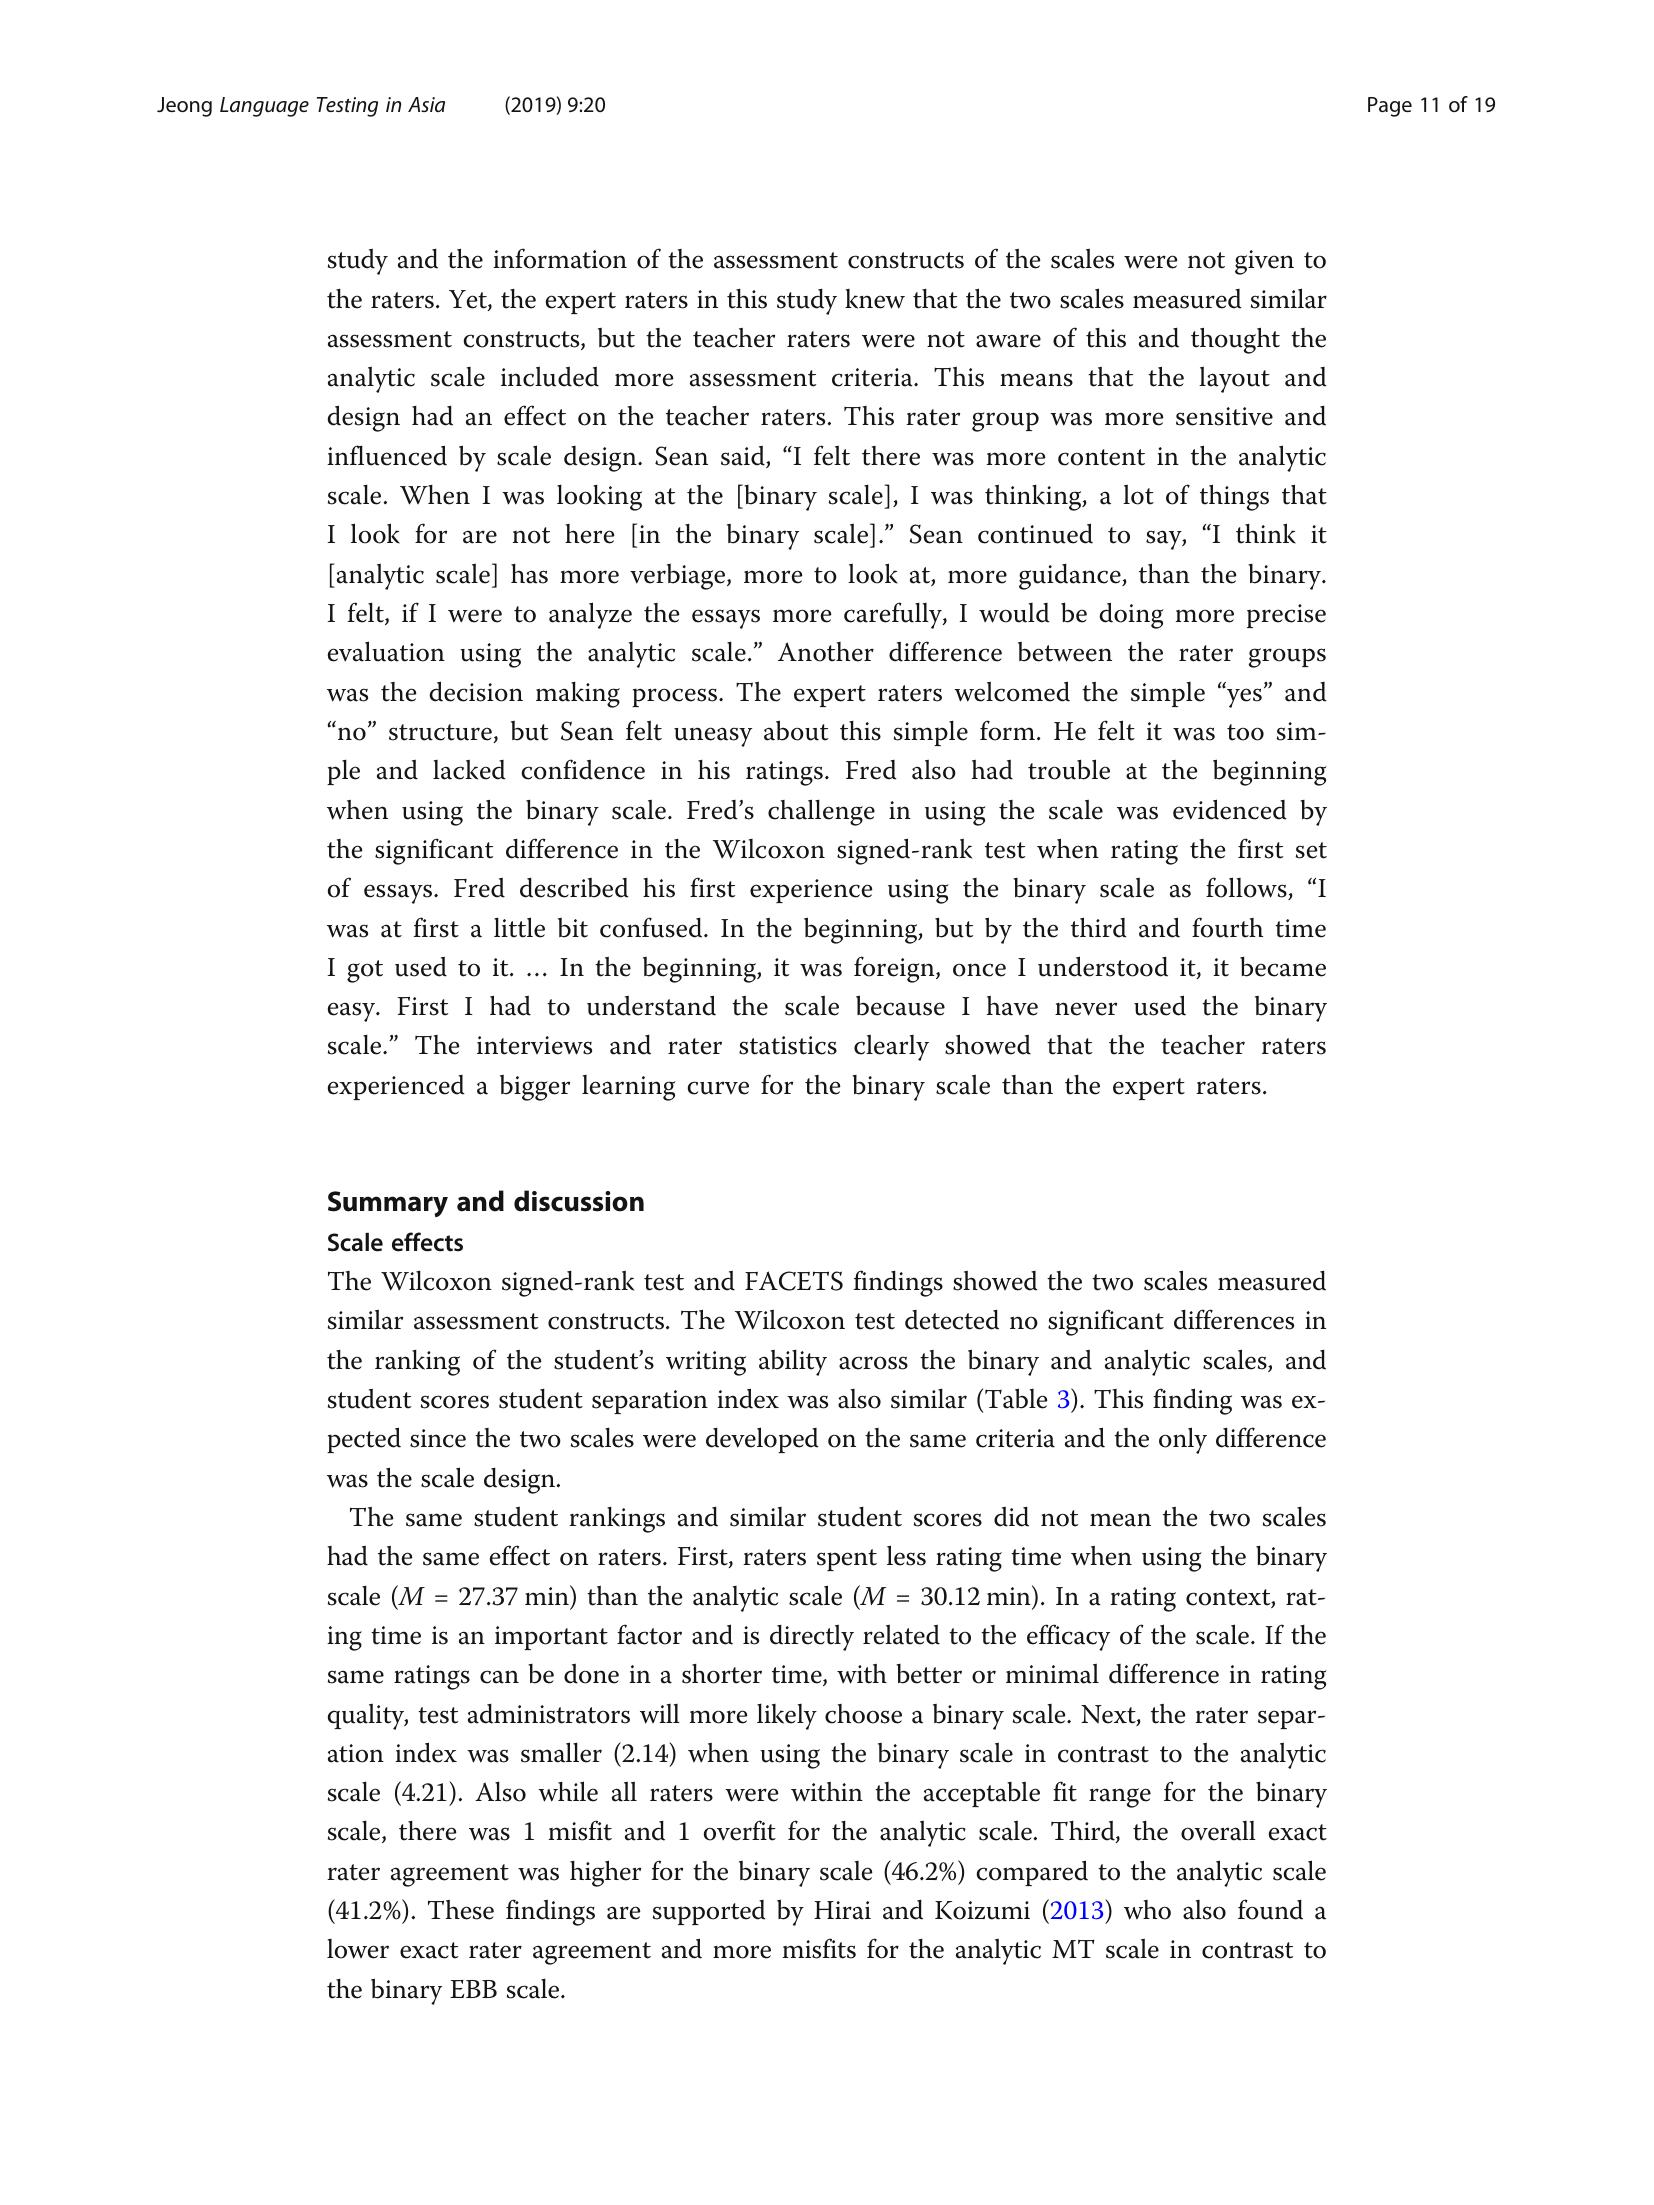 Jeong Language Testing in Asia (2019) 9:20 Page 11 of 19
study and the information of the assessment constructs of the scales were not given to
the raters. Yet, the expert raters in this study knew that the two scales measured similar
assessment constructs, but the teacher raters were not aware of this and thought the
analytic scale included more assessment criteria. This means that the layout and
design had an effect on the teacher raters. This rater group was more sensitive and
influenced by scale design. Sean said, “I felt there was more content in the analytic
scale. When I was looking at the [binary scale], I was thinking, a lot of things that
I look for are not here [in the binary scale].” Sean continued to say, “I think it
[analytic scale] has more verbiage, more to look at, more guidance, than the binary.
I felt, if I were to analyze the essays more carefully, I would be doing more precise
evaluation using the analytic scale.” Another difference between the rater groups
was the decision making process. The expert raters welcomed the simple “yes” and
“no” structure, but Sean felt uneasy about this simple form. He felt it was too sim-
ple and lacked confidence in his ratings. Fred also had trouble at the beginning
when using the binary scale. Fred’s challenge in using the scale was evidenced by
the significant difference in the Wilcoxon signed-rank test when rating the first set
of essays. Fred described his first experience using the binary scale as follows, “I
was at first a little bit confused. In the beginning, but by the third and fourth time
I got used to it. … In the beginning, it was foreign, once I understood it, it became
easy. First I had to understand the scale because I have never used the binary
scale.” The interviews and rater statistics clearly showed that the teacher raters
experienced a bigger learning curve for the binary scale than the expert raters.
Summary and discussion
Scale effects
The Wilcoxon signed-rank test and FACETS findings showed the two scales measured
similar assessment constructs. The Wilcoxon test detected no significant differences in
the ranking of the student’s writing ability across the binary and analytic scales, and
student scores student separation index was also similar (Table 3). This finding was ex-
pected since the two scales were developed on the same criteria and the only difference
was the scale design.
The same student rankings and similar student scores did not mean the two scales
had the same effect on raters. First, raters spent less rating time when using the binary
scale (M = 27.37 min) than the analytic scale (M = 30.12 min). In a rating context, rat-
ing time is an important factor and is directly related to the efficacy of the scale. If the
same ratings can be done in a shorter time, with better or minimal difference in rating
quality, test administrators will more likely choose a binary scale. Next, the rater separ-
ation index was smaller (2.14) when using the binary scale in contrast to the analytic
scale (4.21). Also while all raters were within the acceptable fit range for the binary
scale, there was 1 misfit and 1 overfit for the analytic scale. Third, the overall exact
rater agreement was higher for the binary scale (46.2%) compared to the analytic scale
(41.2%). These findings are supported by Hirai and Koizumi (2013) who also found a
lower exact rater agreement and more misfits for the analytic MT scale in contrast to
the binary EBB scale.